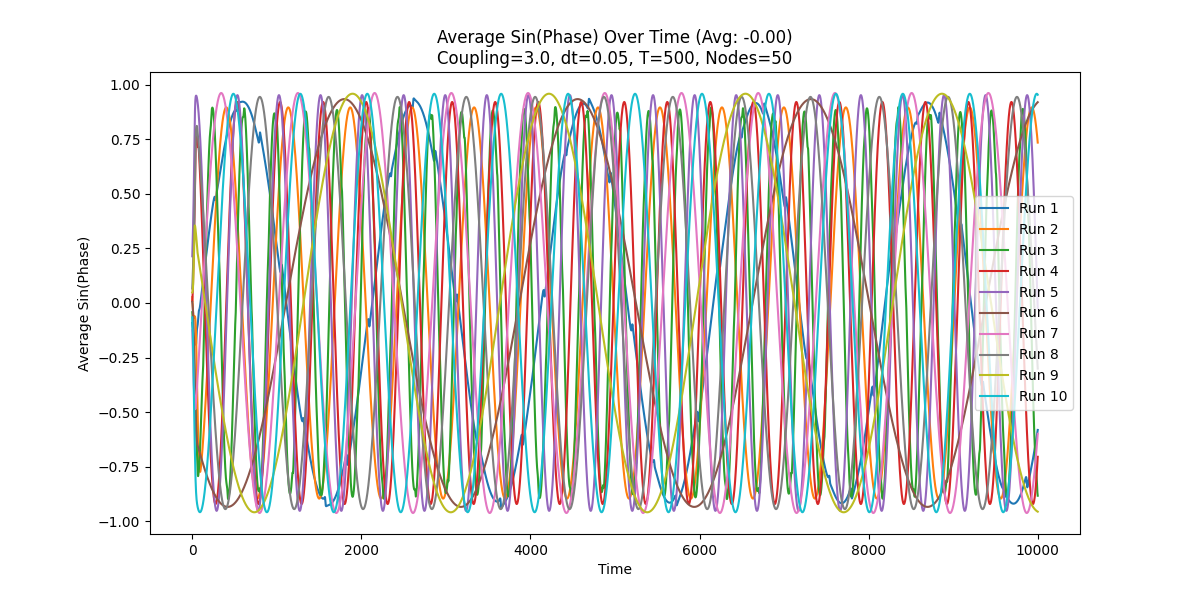 Average Sin(Phase) Over Time (Avg: -0.00)
Coupling=3.0, dt=0.05, T=500, Nodes=50
Average Sin(Phase)
1.00
0.75
0.50
0.25
0.00
−0.25
−0.50
−0.75
−1.00
Run 1
Run 2
Run 3
Run 4
Run 5
Run 6
Run 7
Run 8
Run 9
Run 10
0 2000 4000 6000 8000 10000
Time